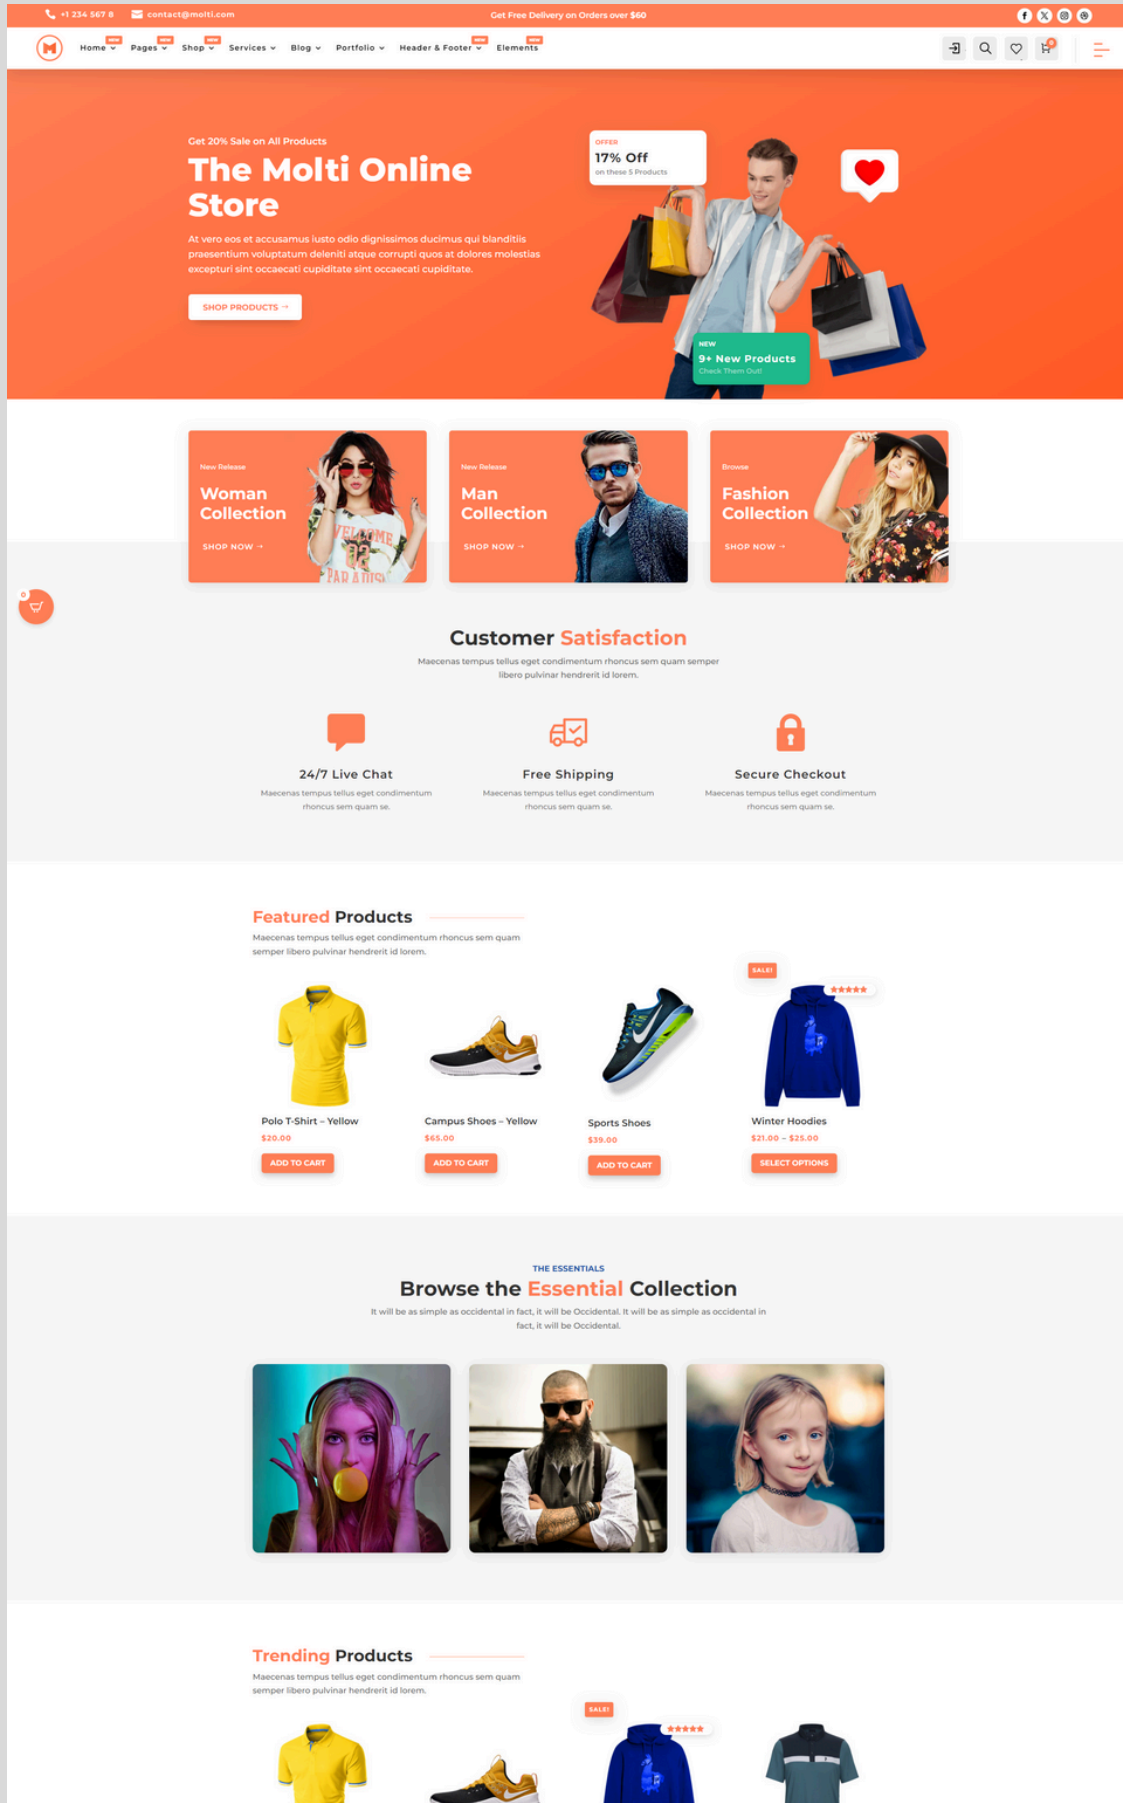 +1 234 567 8
contact@molti.com
Get Free Delivery on Orders over $60
NEW
NEW
NEW
NEW
NEW
Home
Pages
Shop
Services
Blog
Portfolio
Header & Footer
Elements
0
Get 20% Sale on All Products
The Molti Online
Store
At vero eos et accusamus iusto odio dignissimos ducimus qui blanditiis
praesentium voluptatum deleniti atque corrupti quos at dolores molestias
excepturi sint occaecati cupiditate sint occaecati cupiditate.
SHOP PRODUCTS →
OFFER
17% Off
on these 5 Products
NEW
9+ New Products
Check Them Out!
New Release
Woman
Collection
SHOP NOW →
WELCOME
02
PARADISE
New Release
Man
Collection
SHOP NOW →
Browse
Fashion
Collection
SHOP NOW →
0
Customer Satisfaction
Maecenas tempus tellus eget condimentum rhoncus sem quam semper
libero pulvinar hendrerit id lorem.
24/7 Live Chat
Maecenas tempus tellus eget condimentum
rhoncus sem quam se.
Free Shipping
Maecenas tempus tellus eget condimentum
rhoncus sem quam se.
Secure Checkout
Maecenas tempus tellus eget condimentum
rhoncus sem quam se.
Featured Products
Maecenas tempus tellus eget condimentum rhoncus sem quam
semper libero pulvinar hendrerit id lorem.
SALE!
Polo T-Shirt – Yellow
$20.00
ADD TO CART
Campus Shoes – Yellow
$65.00
ADD TO CART
Sports Shoes
$39.00
ADD TO CART
Winter Hoodies
$21.00 – $25.00
SELECT OPTIONS
THE ESSENTIALS
Browse the Essential Collection
It will be as simple as occidental in fact, it will be Occidental. It will be as simple as occidental in
fact, it will be Occidental.
Trending Products
Maecenas tempus tellus eget condimentum rhoncus sem quam
semper libero pulvinar hendrerit id lorem.
SALE!